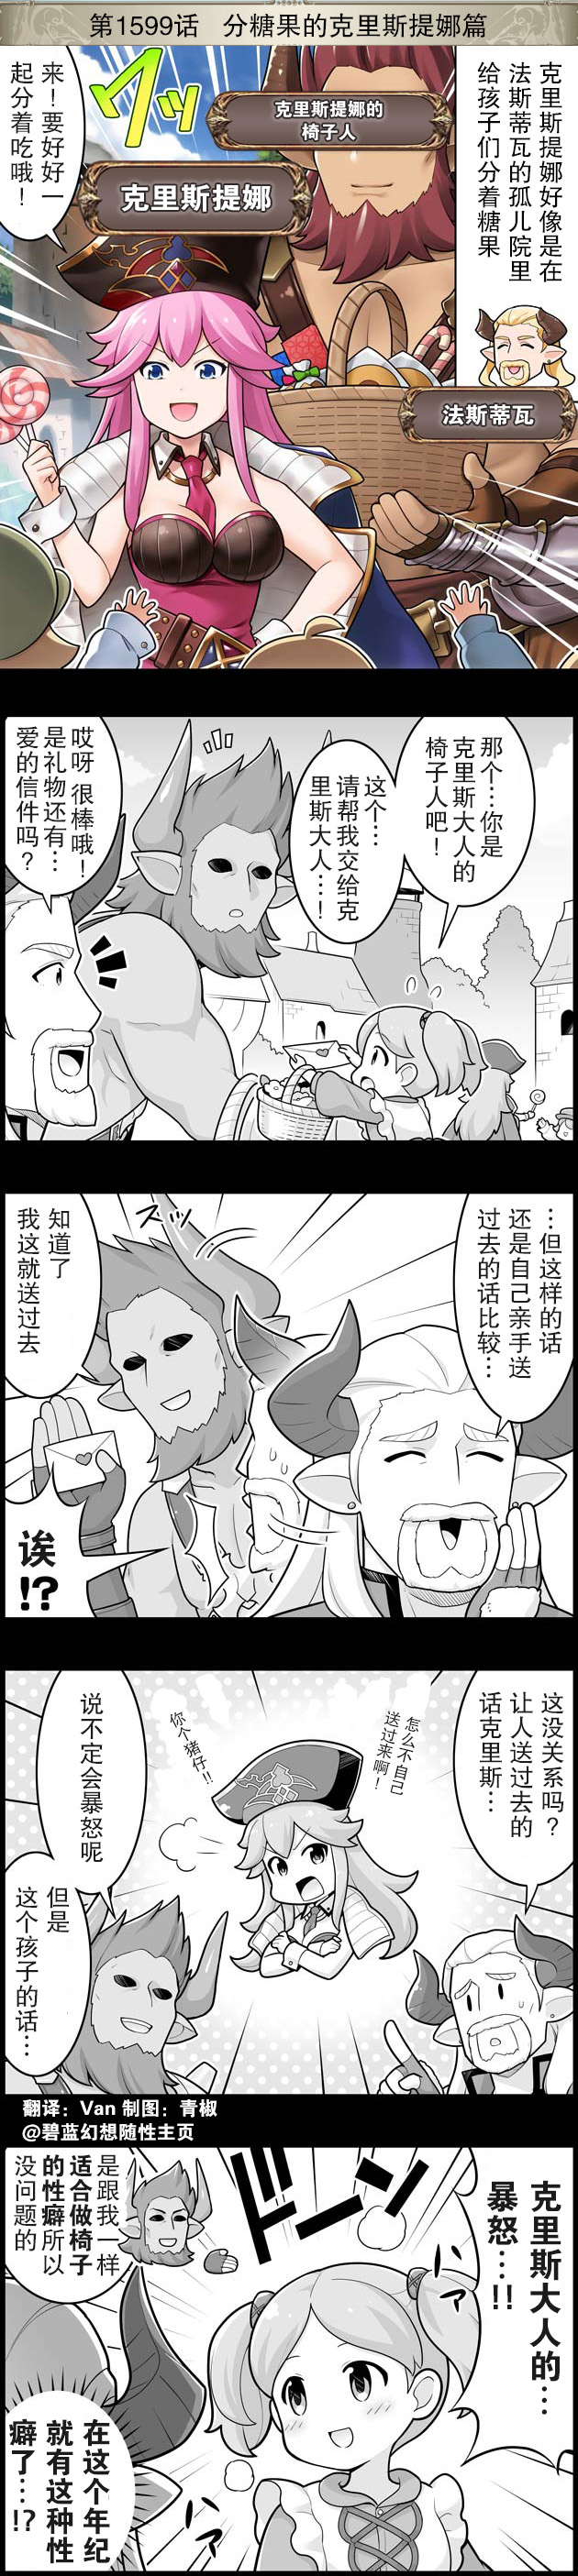 第1599话　分糖果的克里斯提娜篇
克里斯提娜好像是在
法斯蒂瓦的孤儿院里
给孩子们分着糖果
法斯蒂瓦
克里斯提娜的
椅子人
克里斯提娜
マッ
来！要好好一
起分着吃哦！
那个…你是
克里斯大人的
椅子人吧！
这个…
请帮我交给克
里斯大人…！
哎呀 很棒哦！
是礼物还有…
爱的信件吗？
…但这样的话
还是自己亲手送
过去的话比较…
スッ
知道了
我这就送过去
诶!?
这没关系吗？
让人送过去的
话克里斯…
怎么不自己
送过来啊！
你个猪仔!!
说不定会暴怒呢
但是
这个孩子的话…
翻译：Van 制图：青椒
@碧蓝幻想随性主页
克里斯大人的…
暴怒…!!
ドーン
是跟我一样
适合做椅子
的性癖所以
没问题的
在这个年纪
就有这种性
癖了…!?